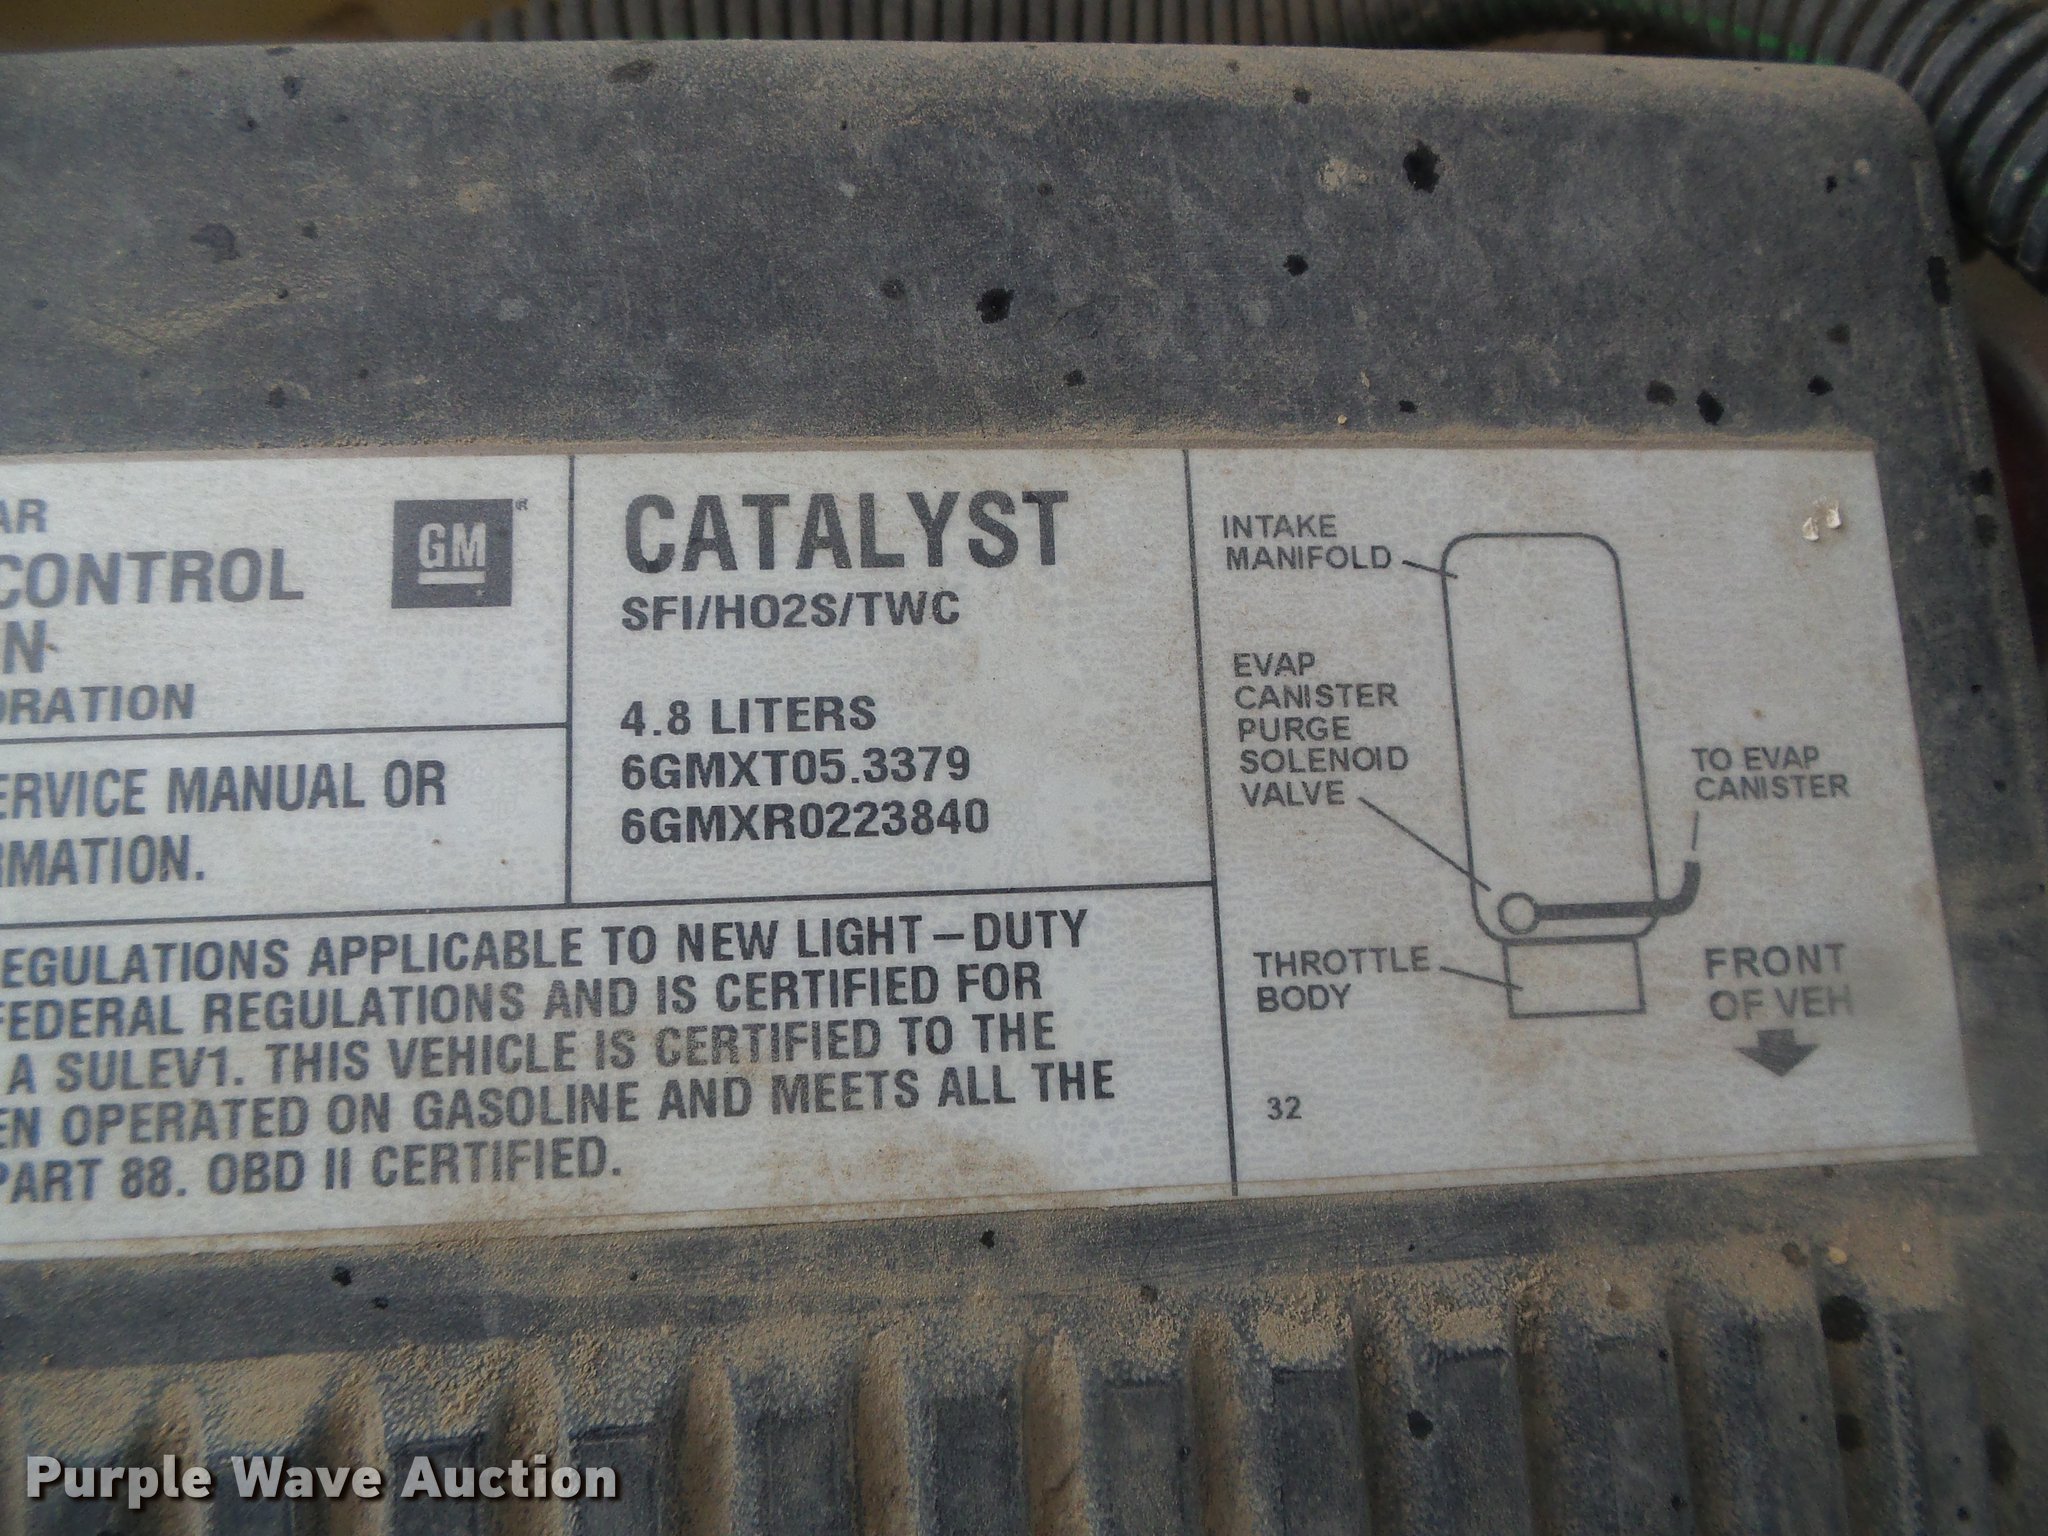 AR
CONTROL
N
ORATION
GM
ERVICE MANUAL OR
RMATION.
CATALYST
SFI/HO2S/TWC
4.8 LITERS
6GMXT05.3379
6GMXR0223840
EGULATIONS APPLICABLE TO NEW LIGHT-DUTY
FEDERAL REGULATIONS AND IS CERTIFIED FOR
A SULEV1. THIS VEHICLE IS CERTIFIED TO THE
EN OPERATED ON GASOLINE AND MEETS ALL THE
PART 88. OBD II CERTIFIED.
INTAKE
MANIFOLD
EVAP
CANISTER
PURGE
SOLENOID
VALVE
TO EVAP
CANISTER
THROTTLE
BODY
FRONT
OF VEH
32
Purple Wave Auction